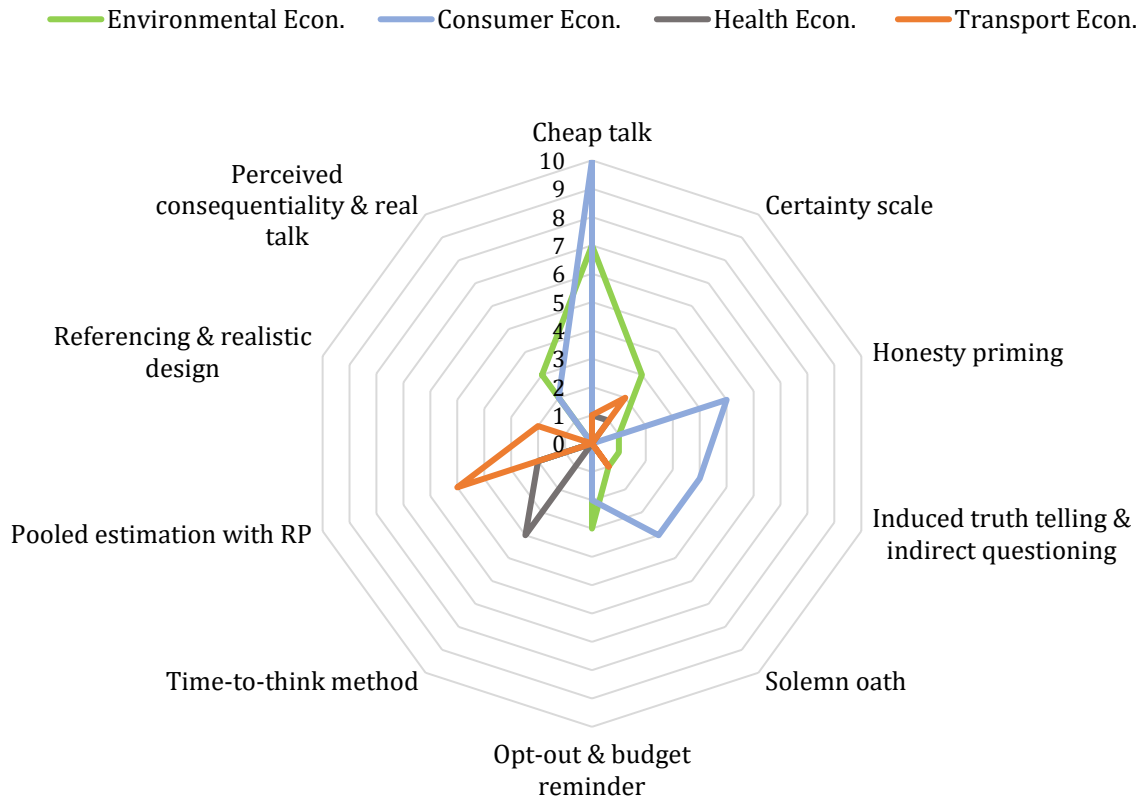 Environmental Econ. Consumer Econ. Health Econ. Transport Econ.
Cheap talk
10
9
8
7
6
5
4
3
2
1
0
Certainty scale
Honesty priming
Induced truth telling &
indirect questioning
Solemn oath
Opt-out & budget
reminder
Time-to-think method
Pooled estimation with RP
Referencing & realistic
design
Perceived
consequentiality & real
talk